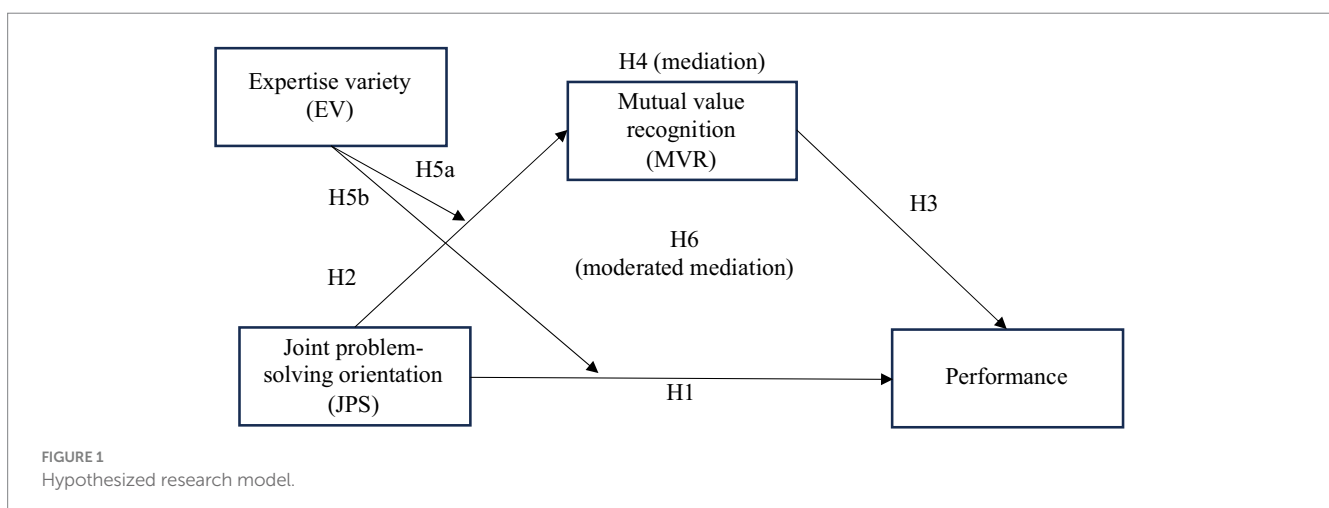 Expertise variety
(EV)
H4 (mediation)
Mutual value
recognition
(MVR)
H5a
H5b
H3
H6
(moderated mediation)
H2
Joint problem-
solving orientation
(JPS)
H1
Performance
FIGURE 1
Hypothesized research model.